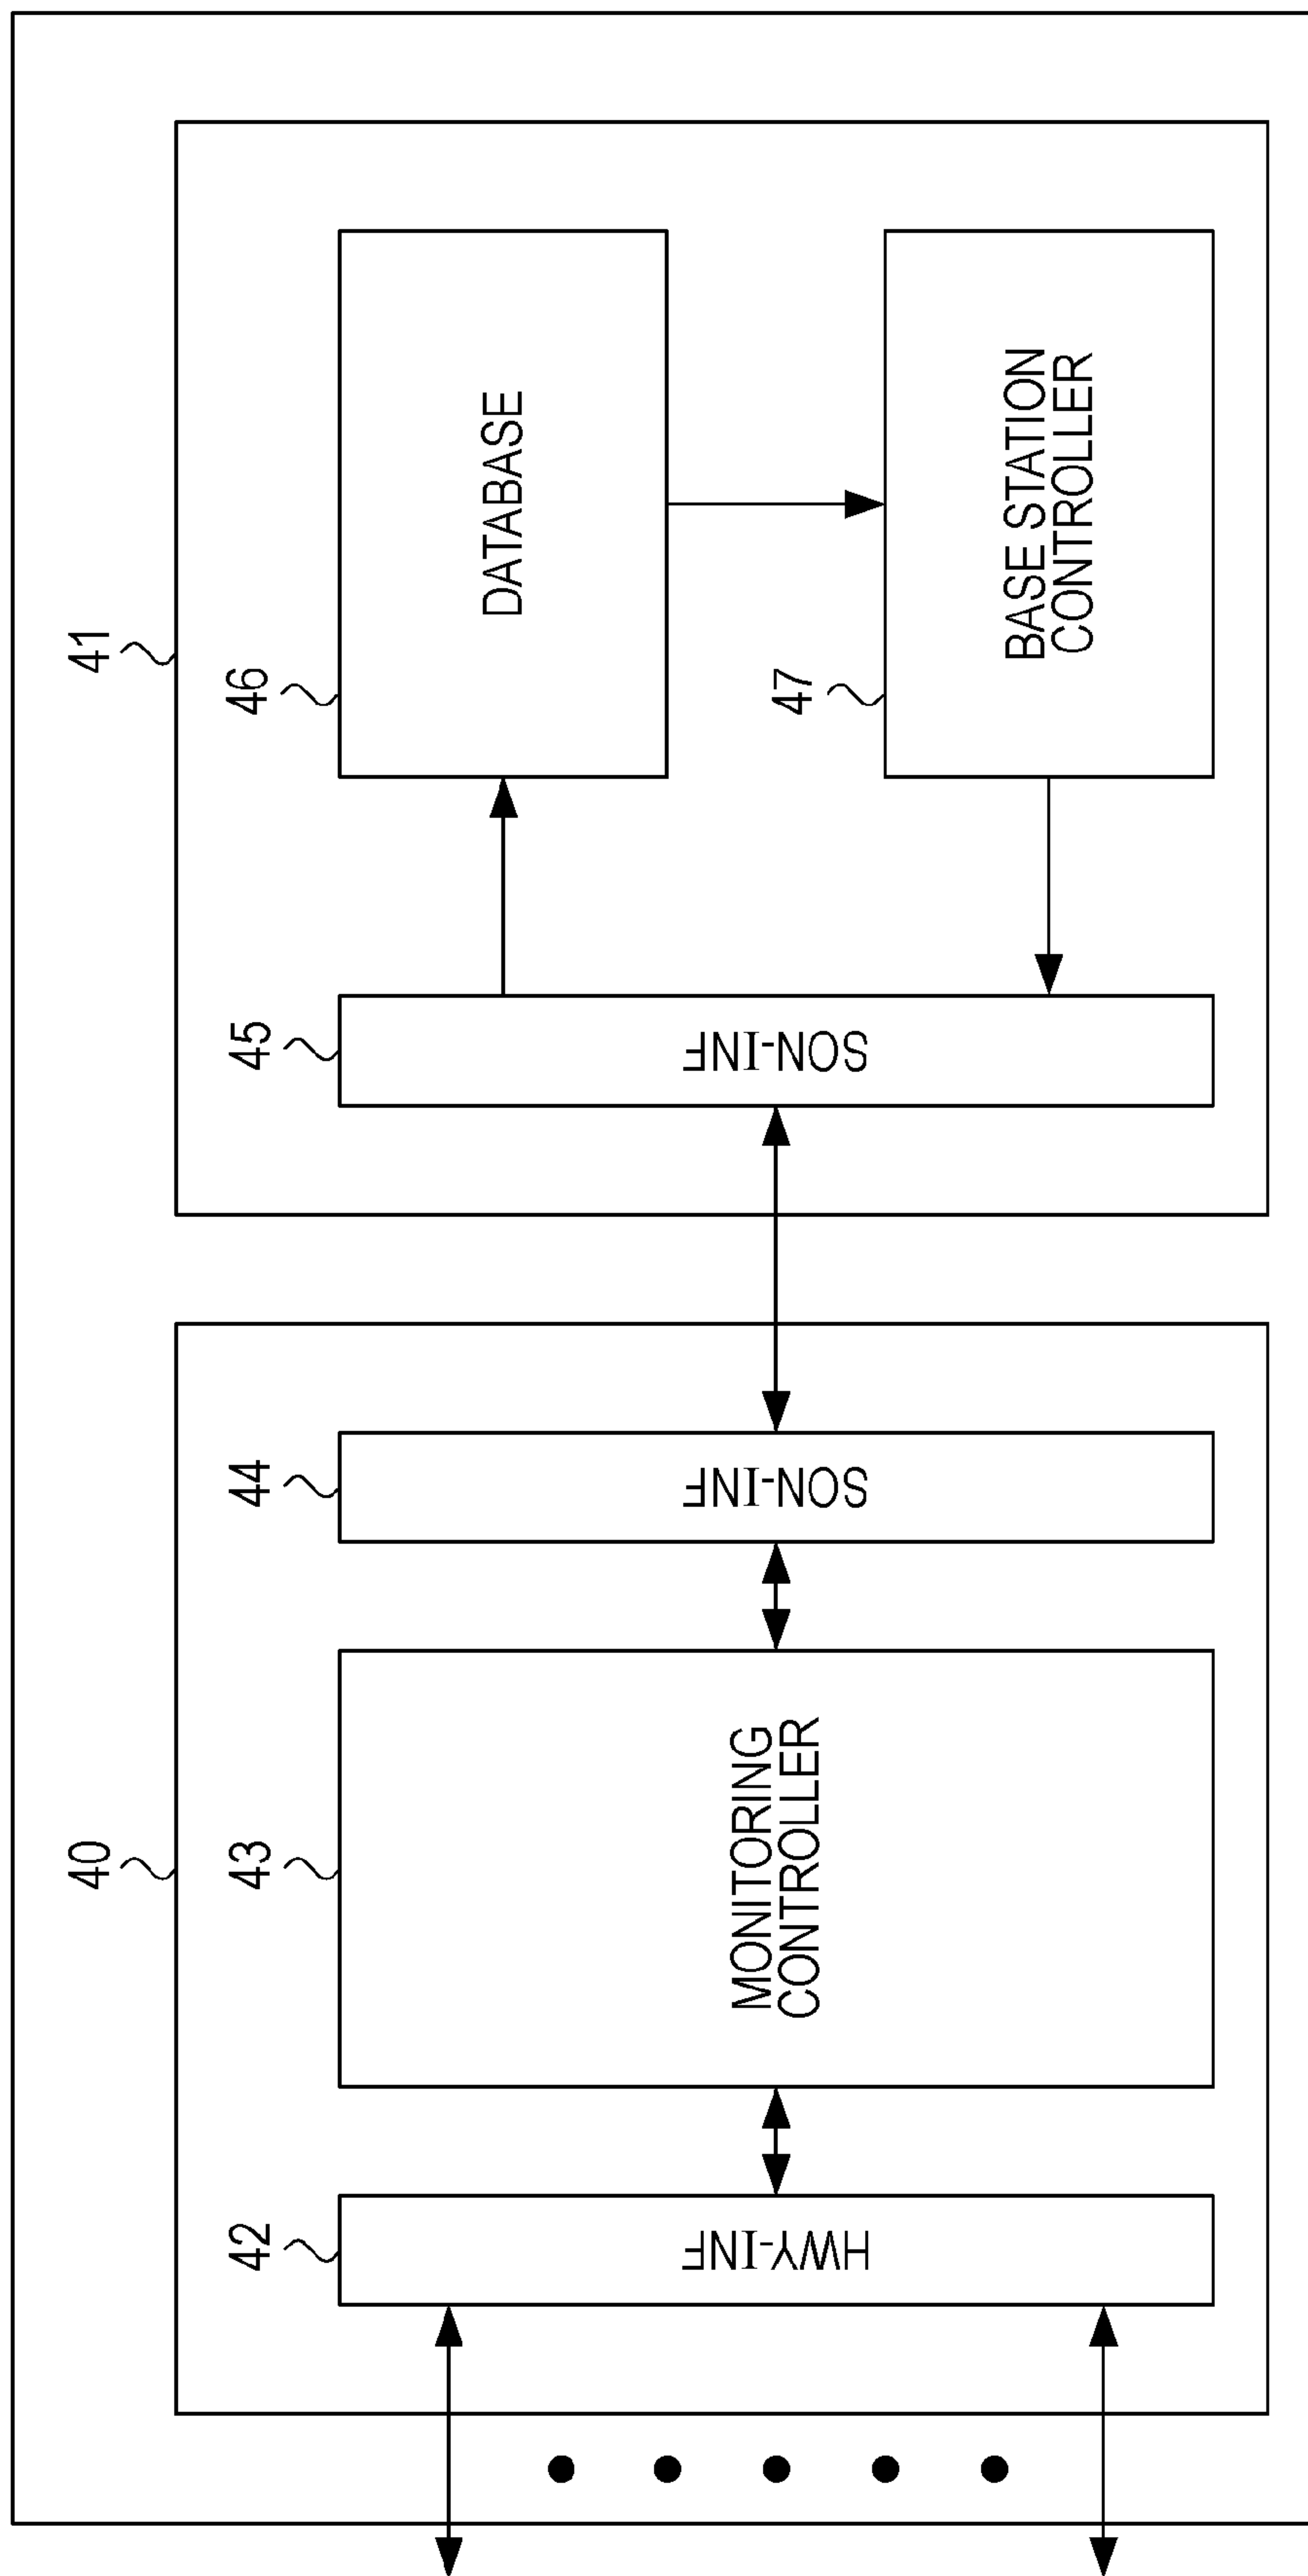 40
42
HWY-INF
43
MONITORING
CONTROLLER
44
SON-INF
41
45
SON-INF
46
DATABASE
47
BASE STATION
CONTROLLER